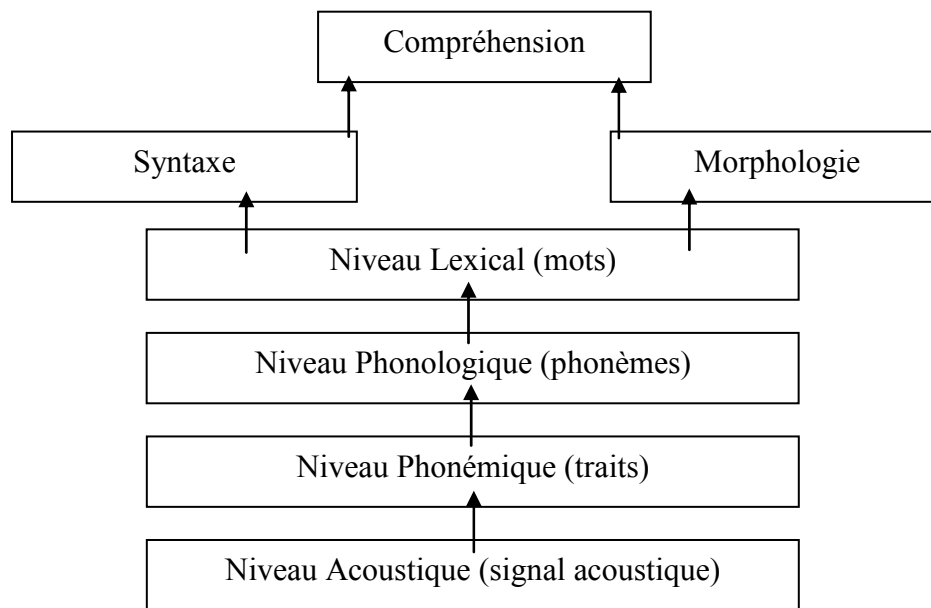 Compréhension
Syntaxe
Morphologie
Niveau Lexical (mots)
Niveau Phonologique (phonèmes)
Niveau Phonémique (traits)
Niveau Acoustique (signal acoustique)